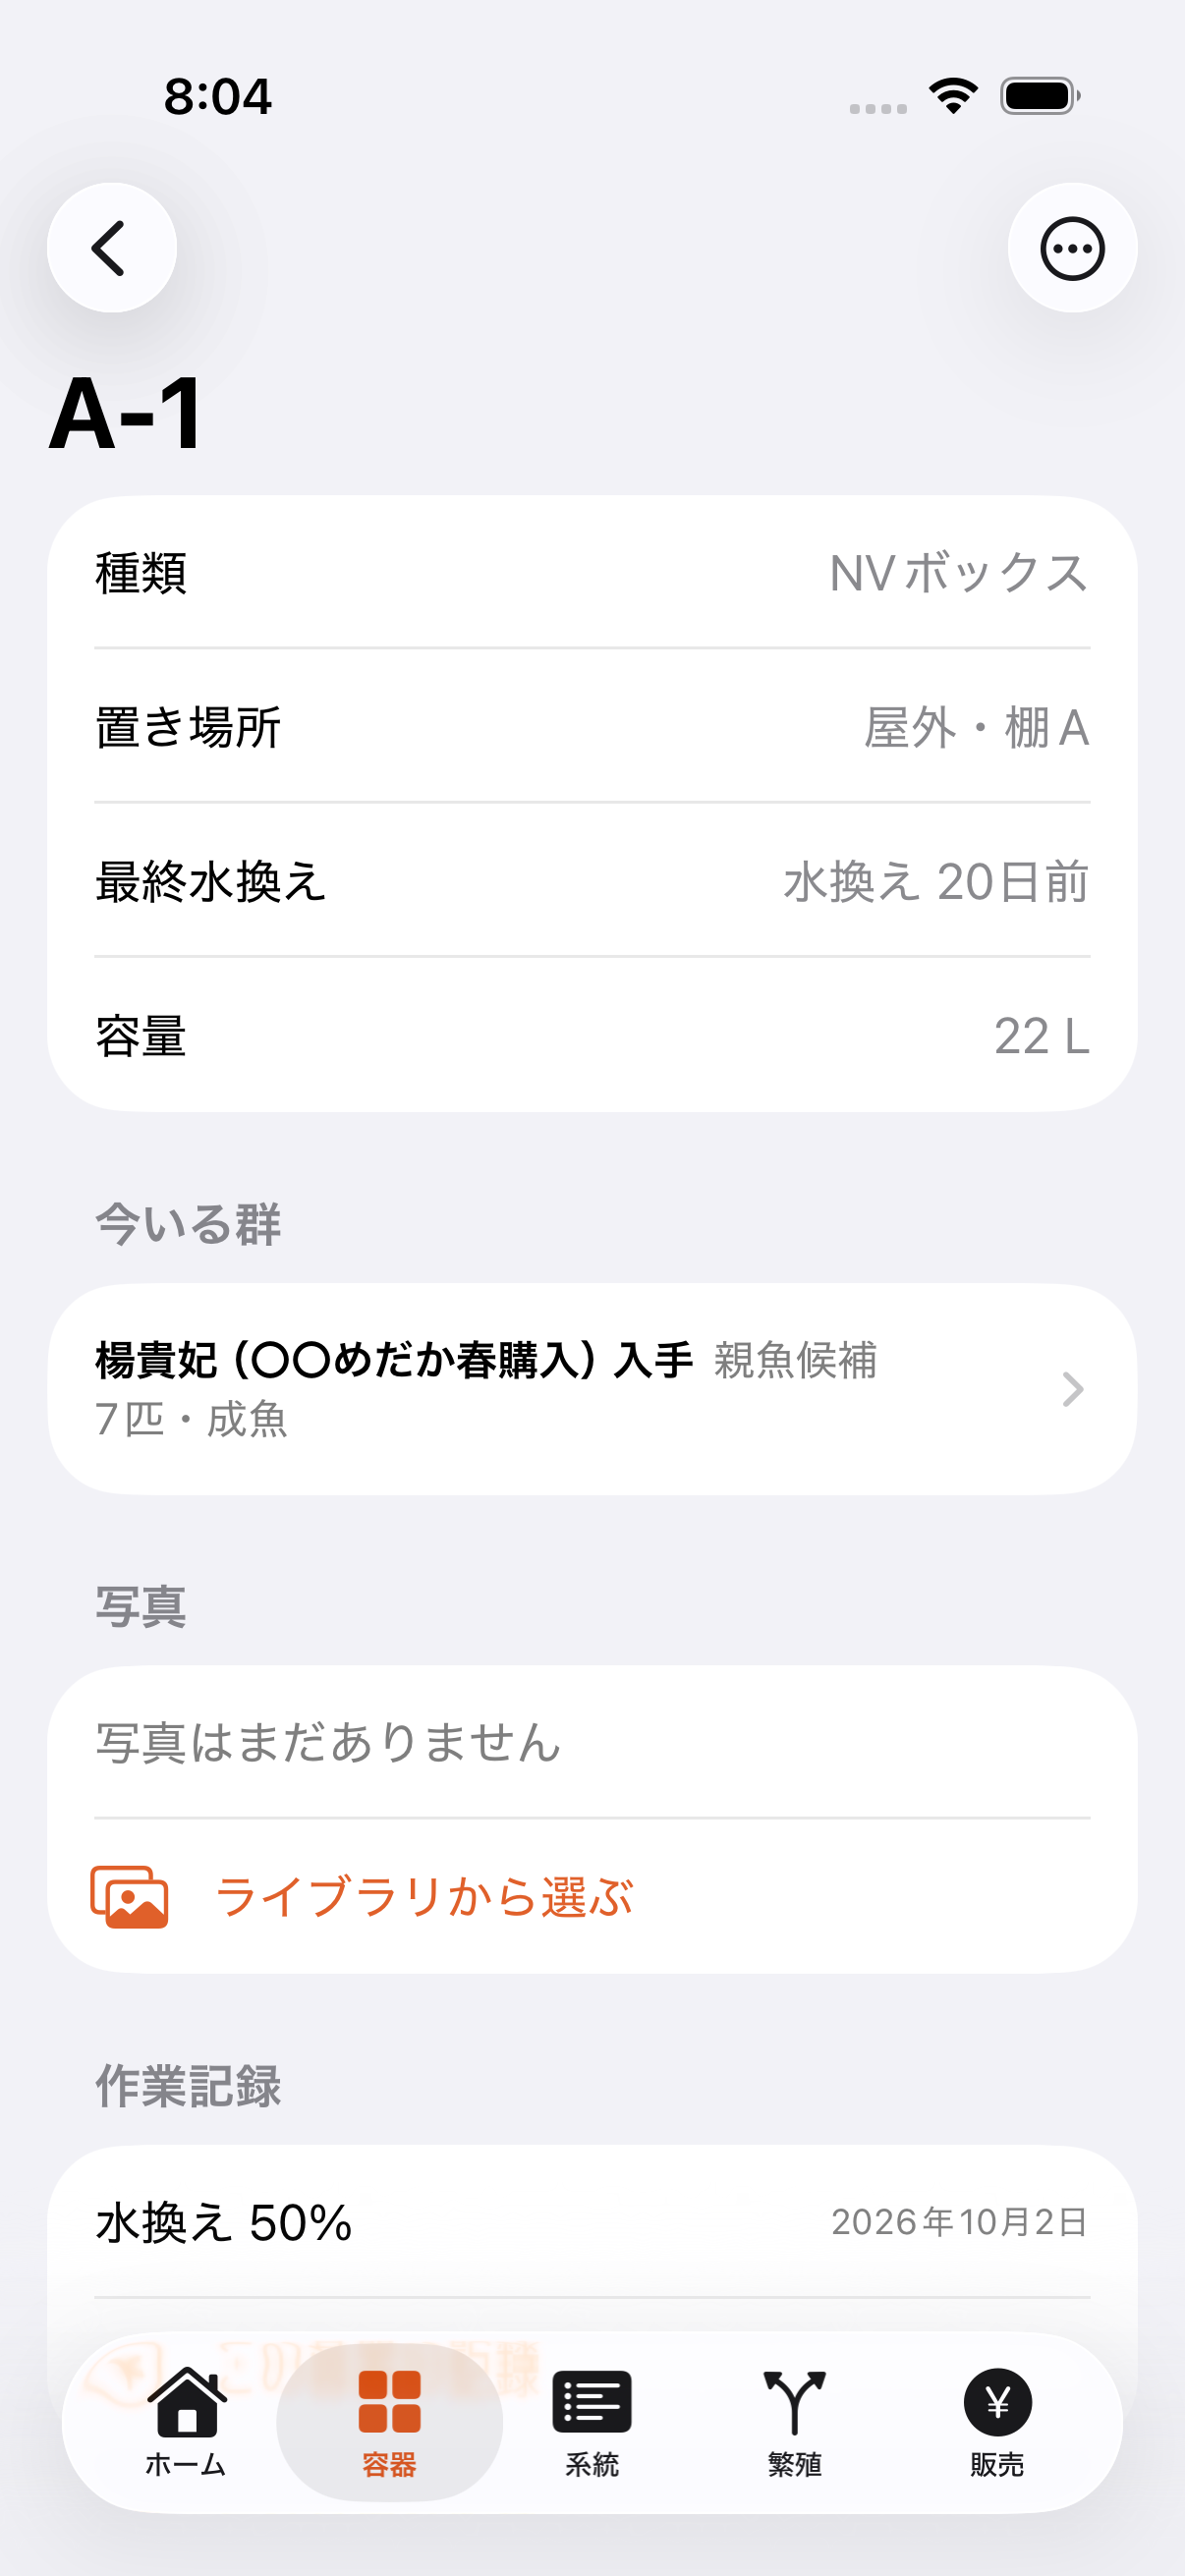 8:04
A-1
種類 NVボックス
置き場所 屋外・棚A
最終水換え 水換え 20日前
容量 22 L
今いる群
楊貴妃（〇〇めだか春購入）入手 親魚候補
7匹・成魚
写真
写真はまだありません
ライブラリから選ぶ
作業記録
水換え 50% 2026年10月2日
ホーム 容器 系統 繁殖 販売